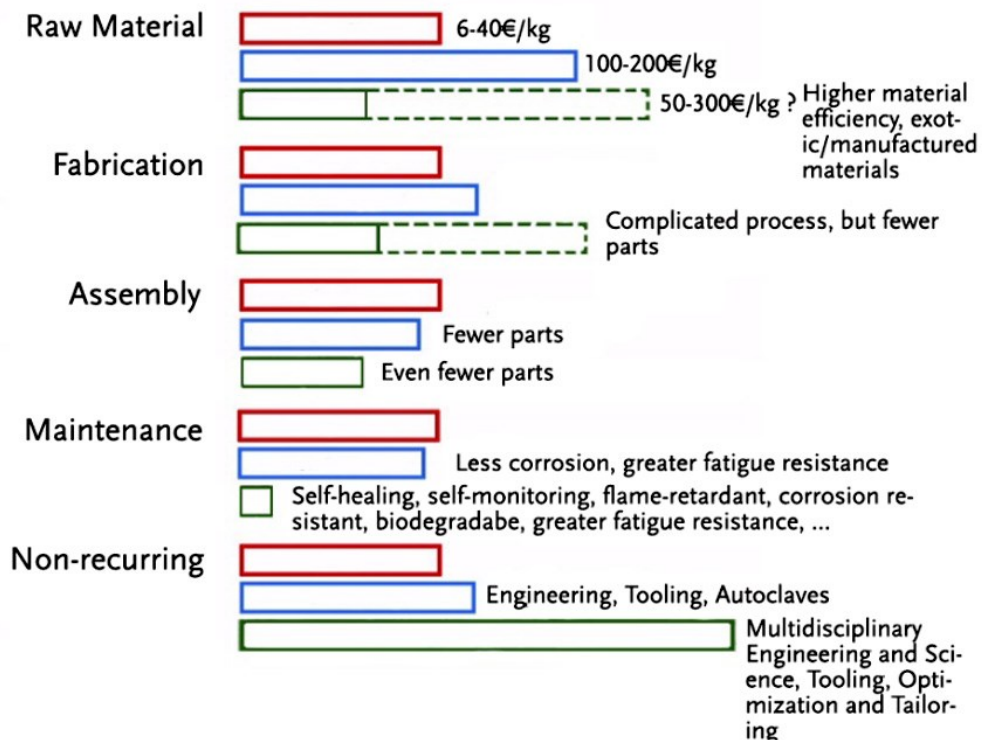 Raw Material
6-40€/kg
100-200€/kg
50-300€/kg ?
Higher material
efficiency, exot-
ic/manufactured
materials
Fabrication
Complicated process, but fewer
parts
Assembly
Fewer parts
Even fewer parts
Maintenance
Less corrosion, greater fatigue resistance
Self-healing, self-monitoring, flame-retardant, corrosion re-
sistant, biodegradabe, greater fatigue resistance, ...
Non-recurring
Engineering, Tooling, Autoclaves
Multidisciplinary
Engineering and Sci-
ence, Tooling, Opti-
mization and Tailor-
ing